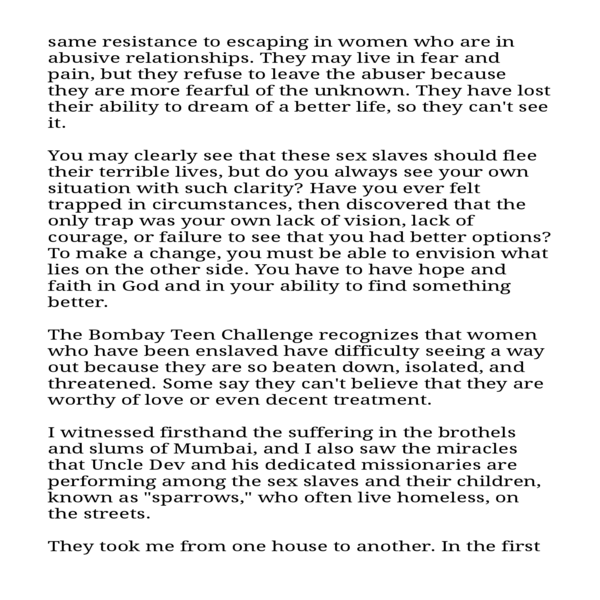 same resistance to escaping in women who are in
abusive relationships. They may live in fear and
pain, but they refuse to leave the abuser because
they are more fearful of the unknown. They have lost
their ability to dream of a better life, so they can't see
it.
You may clearly see that these sex slaves should flee
their terrible lives, but do you always see your own
situation with such clarity? Have you ever felt
trapped in circumstances, then discovered that the
only trap was your own lack of vision, lack of
courage, or failure to see that you had better options?
To make a change, you must be able to envision what
lies on the other side. You have to have hope and
faith in God and in your ability to find something
better.
The Bombay Teen Challenge recognizes that women
who have been enslaved have difficulty seeing a way
out because they are so beaten down, isolated, and
threatened. Some say they can't believe that they are
worthy of love or even decent treatment.
I witnessed firsthand the suffering in the brothels
and slums of Mumbai, and I also saw the miracles
that Uncle Dev and his dedicated missionaries are
performing among the sex slaves and their children,
known as "sparrows," who often live homeless, on
the streets.
They took me from one house to another. In the first